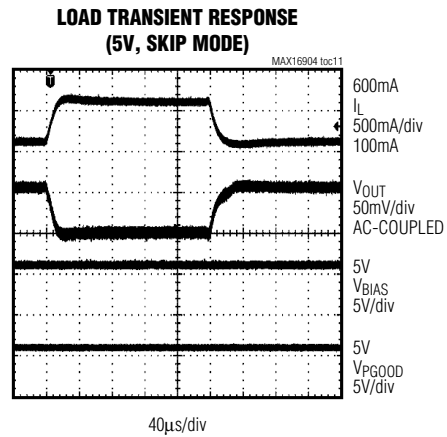 LOAD TRANSIENT RESPONSE
(5V, SKIP MODE)
MAX16904 toc11
T
600mA
IL
500mA/div
100mA
VOUT
50mV/div
AC-COUPLED
5V
VBIAS
5V/div
5V
VPGOOD
5V/div
40µs/div